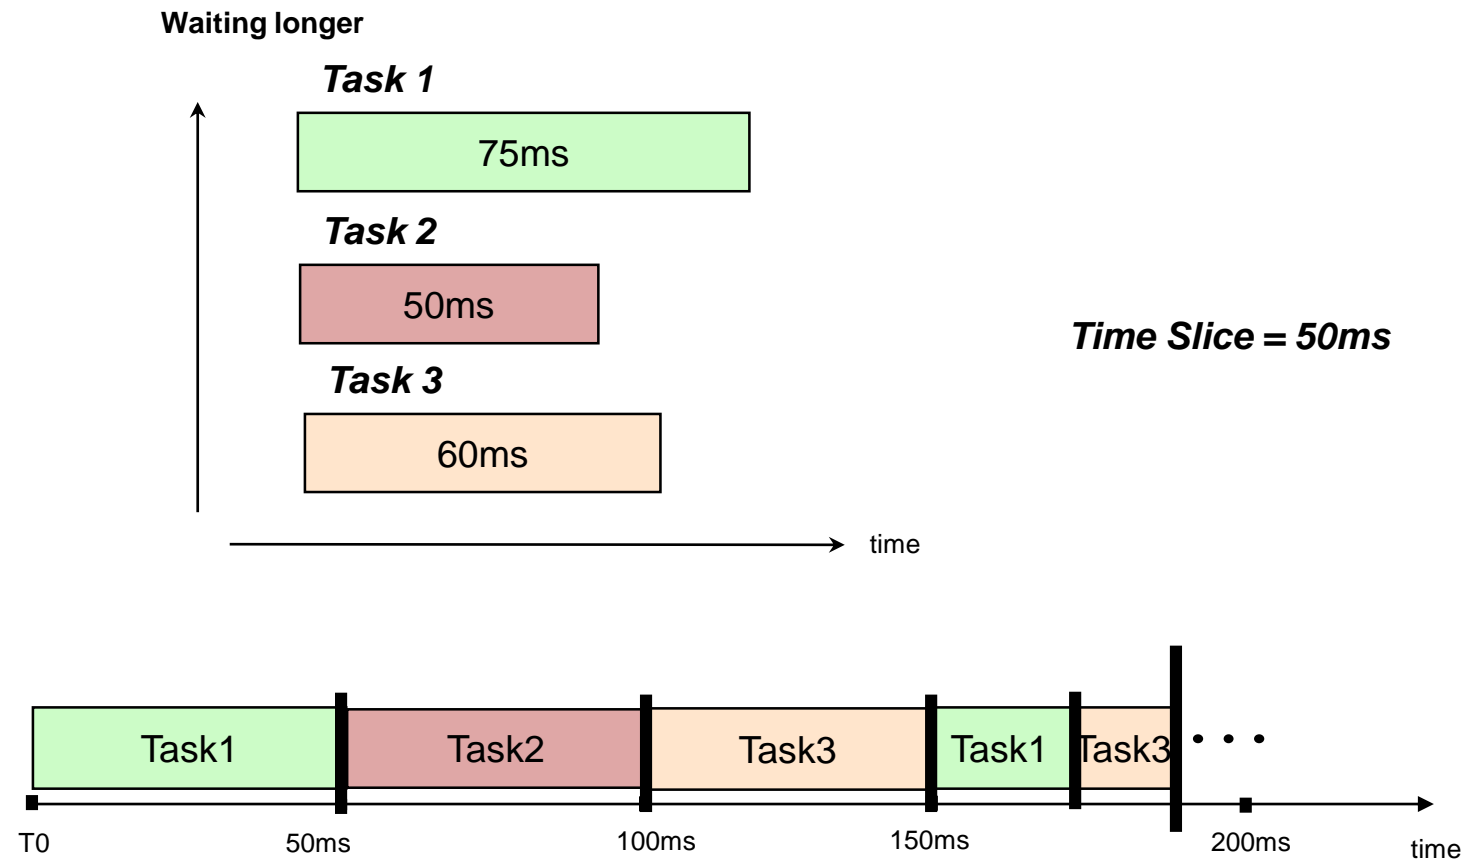 Waiting longer
Task 1
75ms
Task 2
50ms
Time Slice = 50ms
Task 3
60ms
time
Task1
Task2
Task3
Task1
Task3
. . .
T0
50ms
100ms
150ms
200ms
time